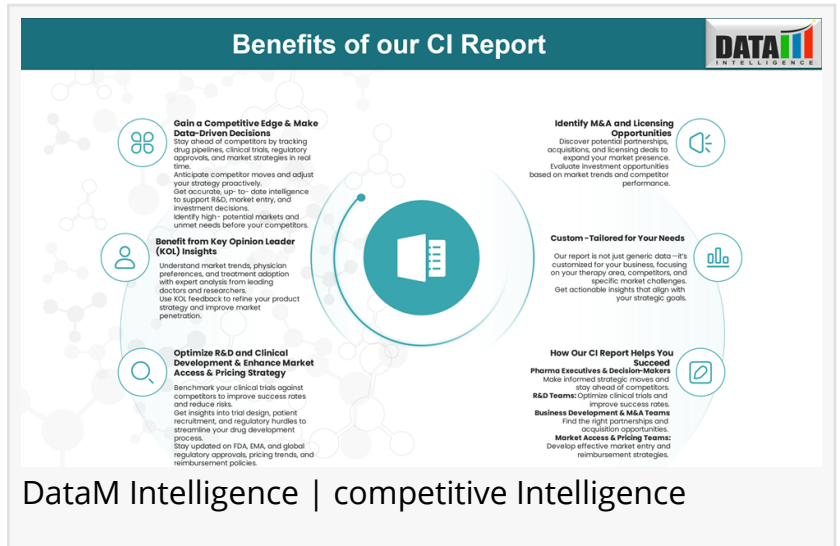 Benefits of our CI Report
DATAM
INTELLIGENCE
Gain a Competitive Edge & Make
Data-Driven Decisions
Stay ahead of competitors by tracking
drug pipelines, clinical trials, regulatory
approvals, and market strategies in real
time.
Anticipate competitor moves and adjust
your strategy proactively.
Get accurate, up- to- date intelligence
to support R&D, market entry, and
investment decisions.
Identify high- potential markets and
unmet needs before your competitors.
Benefit from Key Opinion Leader
(KOL) Insights
Understand market trends, physician
preferences, and treatment adoption
with expert analysis from leading
doctors and researchers.
Use KOL feedback to refine your product
strategy and improve market
penetration.
Optimize R&D and Clinical
Development & Enhance Market
Access & Pricing Strategy
Benchmark your clinical trials against
competitors to improve success rates
and reduce risks.
Get insights into trial design, patient
recruitment, and regulatory hurdles to
streamline your drug development
process.
Stay updated on FDA, EMA, and global
regulatory approvals, pricing trends, and
reimbursement policies.
Identify M&A and Licensing
Opportunities
Discover potential partnerships,
acquisitions, and licensing deals to
expand your market presence.
Evaluate investment opportunities
based on market trends and competitor
performance.
Custom -Tailored for Your Needs
Our report is not just generic data —it's
customized for your business, focusing
on your therapy area, competitors, and
specific market challenges.
Get actionable insights that align with
your strategic goals.
How Our CI Report Helps You
Succeed
Pharma Executives & Decision-Makers
Make informed strategic moves and
stay ahead of competitors.
R&D Teams: Optimize clinical trials and
improve success rates.
Business Development & M&A Teams
Find the right partnerships and
acquisition opportunities.
Market Access & Pricing Teams:
Develop effective market entry and
reimbursement strategies.
DataM Intelligence | competitive Intelligence